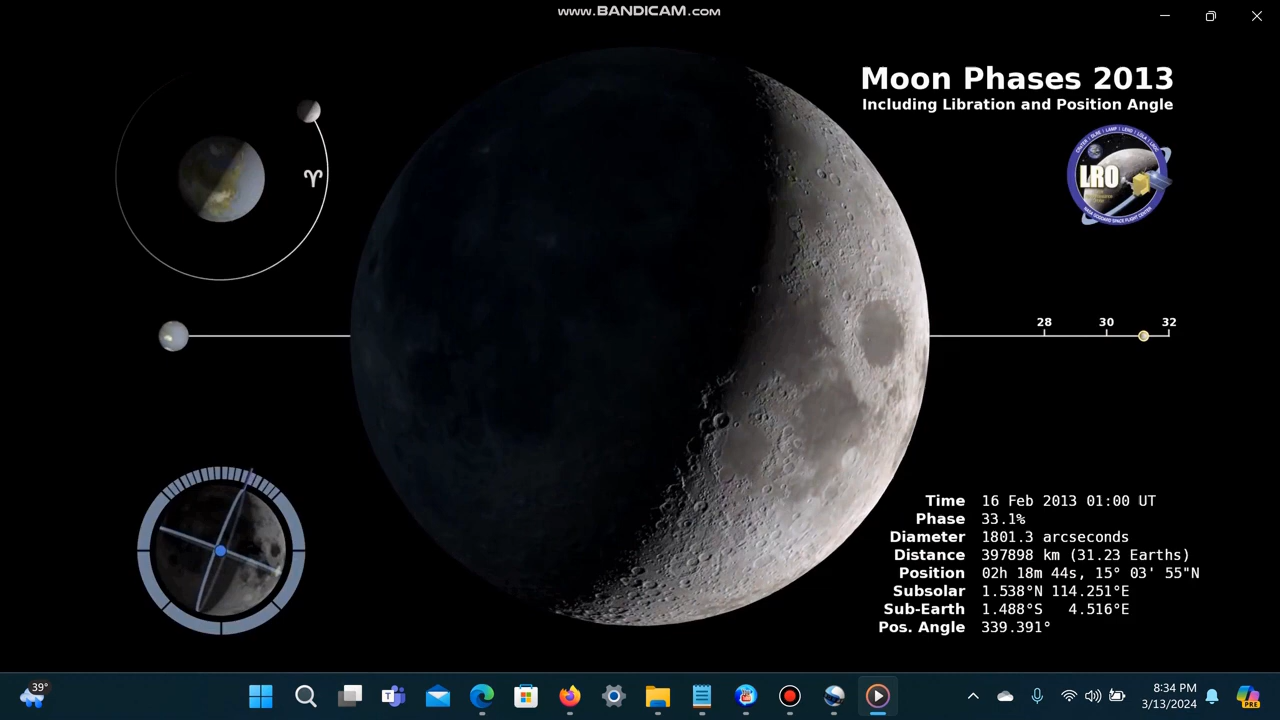 www.BANDICAM.com
Moon Phases 2013
Including Libration and Position Angle
LRO
♈
28 30 32
Time 16 Feb 2013 01:00 UT
Phase 33.1%
Diameter 1801.3 arcseconds
Distance 397898 km (31.23 Earths)
Position 02h 18m 44s, 15° 03' 55"N
Subsolar 1.538°N 114.251°E
Sub-Earth 1.488°S 4.516°E
Pos. Angle 339.391°
39°
8:34 PM
3/13/2024
PRE